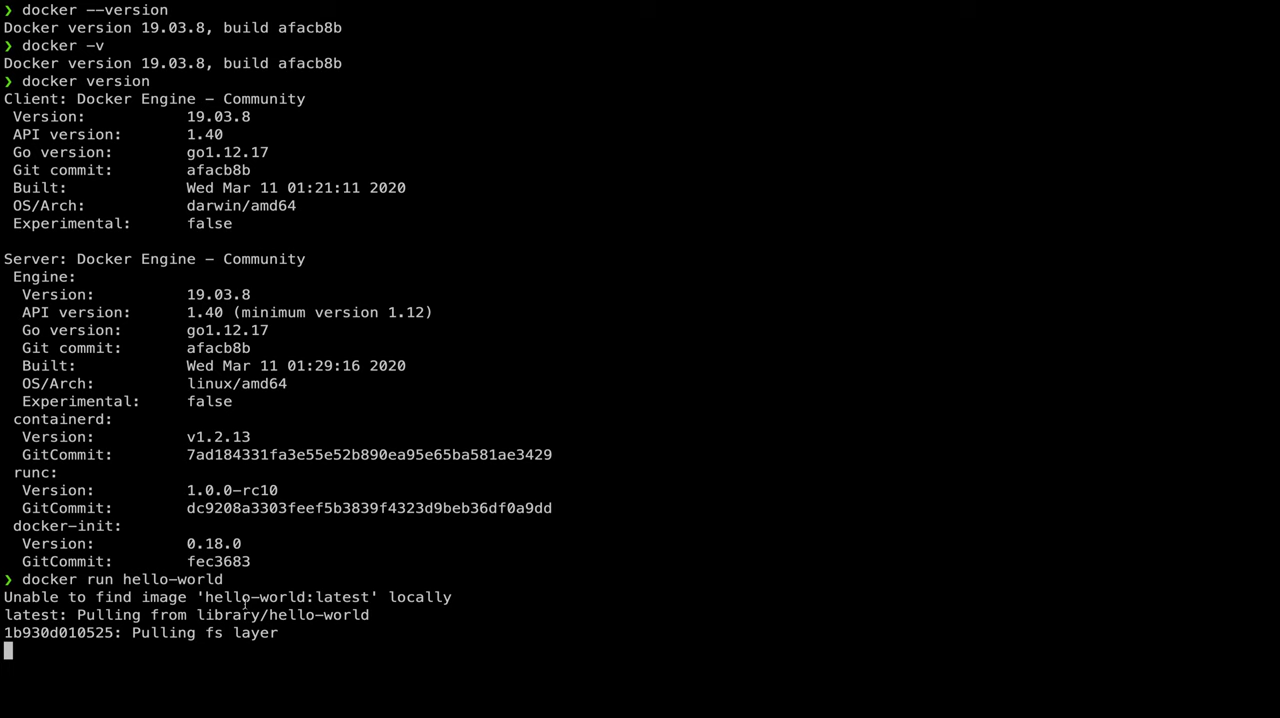 ❯ docker --version
Docker version 19.03.8, build afacb8b
❯ docker -v
Docker version 19.03.8, build afacb8b
❯ docker version
Client: Docker Engine – Community
 Version:           19.03.8
 API version:       1.40
 Go version:        go1.12.17
 Git commit:        afacb8b
 Built:             Wed Mar 11 01:21:11 2020
 OS/Arch:           darwin/amd64
 Experimental:      false

Server: Docker Engine – Community
 Engine:
  Version:          19.03.8
  API version:      1.40 (minimum version 1.12)
  Go version:       go1.12.17
  Git commit:       afacb8b
  Built:            Wed Mar 11 01:29:16 2020
  OS/Arch:          linux/amd64
  Experimental:     false
 containerd:
  Version:          v1.2.13
  GitCommit:        7ad184331fa3e55e52b890ea95e65ba581ae3429
 runc:
  Version:          1.0.0-rc10
  GitCommit:        dc9208a3303feef5b3839f4323d9beb36df0a9dd
 docker-init:
  Version:          0.18.0
  GitCommit:        fec3683
❯ docker run hello-world
Unable to find image 'hello-world:latest' locally
latest: Pulling from library/hello-world
1b930d010525: Pulling fs layer